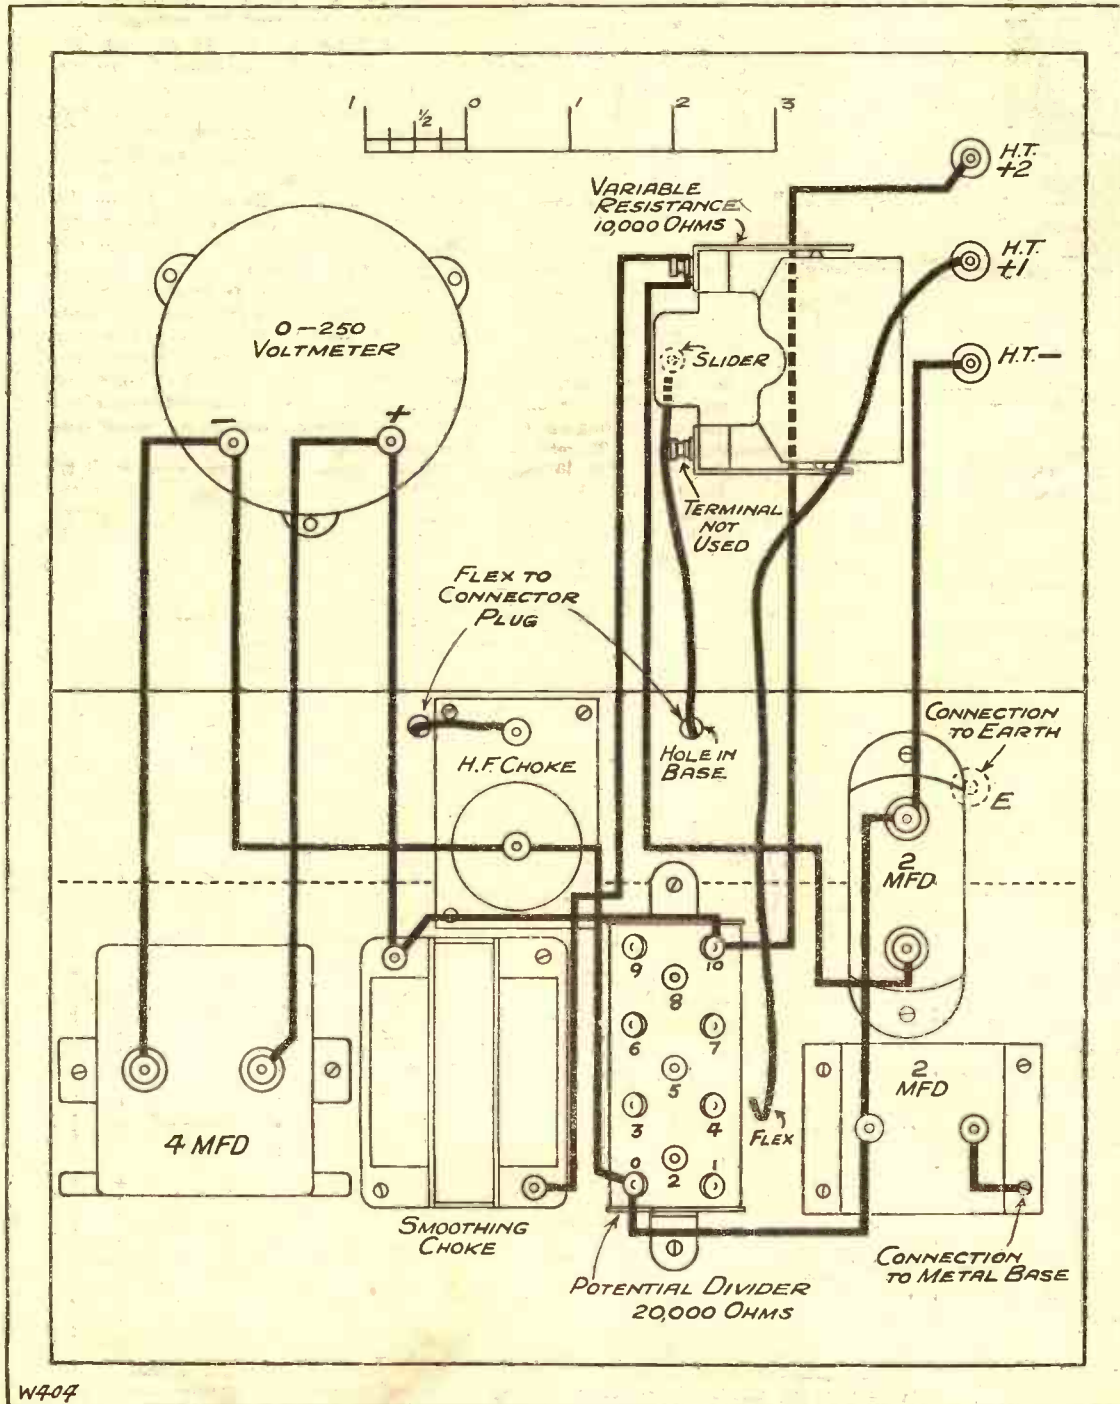 1 ½ 0 1 2 3
H.T.
+2
VARIABLE
RESISTANCE
10,000 OHMS
H.T.
+1
0-250
VOLTMETER
SLIDER
H.T.-
- +
TERMINAL
NOT
USED
FLEX TO
CONNECTOR
PLUG
CONNECTION
TO EARTH
H.F. CHOKE
HOLE IN
BASE
E
2
MFD
9 10
8
6 7
5
3 4
0 2 1
2
MFD
FLEX
4 MFD
SMOOTHING
CHOKE
CONNECTION
TO METAL BASE
POTENTIAL DIVIDER
20,000 OHMS
W404